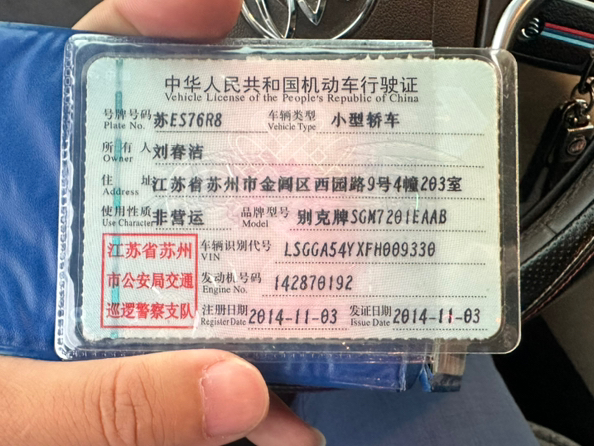 中华人民共和国机动车行驶证
Vehicle License of the People's Republic of China
号牌号码 苏ES76R8 车辆类型 小型轿车
Plate No. Vehicle Type
所有人 刘春洁
Owner
住址 江苏省苏州市金阊区西园路9号4幢203室
Address
使用性质 非营运 品牌型号 别克牌SGM7201EAAB
Use Character Model
江苏省苏州
市公安局交通
巡逻警察支队
车辆识别代号 LSGGA54YXFH009330
VIN
发动机号码 142870192
Engine No.
注册日期 2014-11-03 发证日期 2014-11-03
Register Date Issue Date